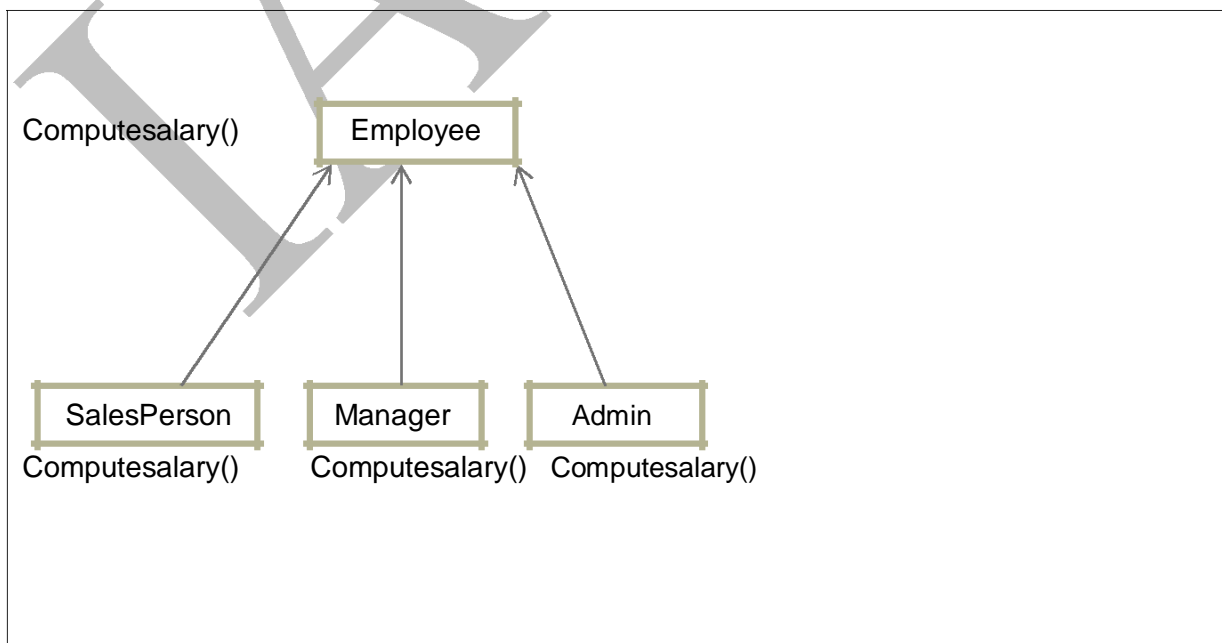 Computesalary() Employee
SalesPerson Manager Admin
Computesalary() Computesalary() Computesalary()